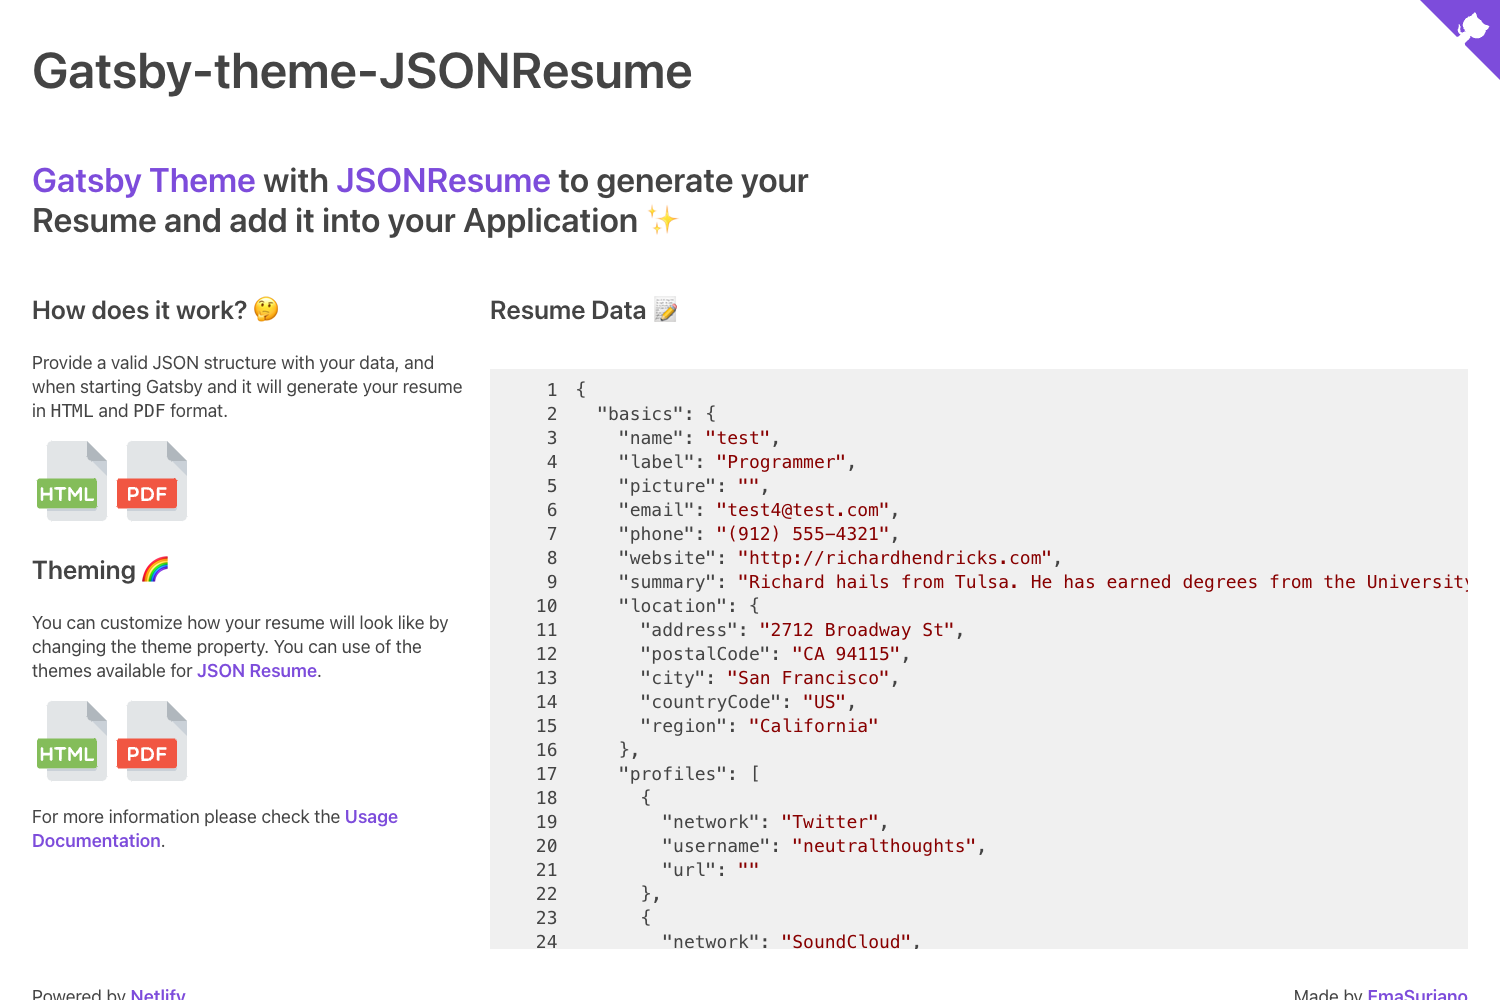 Gatsby-theme-JSONResume
Gatsby Theme with JSONResume to generate your
Resume and add it into your Application ✨
How does it work? 🤔
Provide a valid JSON structure with your data, and
when starting Gatsby and it will generate your resume
in HTML and PDF format.
HTML PDF
Theming 🌈
You can customize how your resume will look like by
changing the theme property. You can use of the
themes available for JSON Resume.
HTML PDF
For more information please check the Usage
Documentation.
Resume Data 📝
1 {
2 "basics": {
3 "name": "test",
4 "label": "Programmer",
5 "picture": "",
6 "email": "test4@test.com",
7 "phone": "(912) 555-4321",
8 "website": "http://richardhendricks.com",
9 "summary": "Richard hails from Tulsa. He has earned degrees from the University
10 "location": {
11 "address": "2712 Broadway St",
12 "postalCode": "CA 94115",
13 "city": "San Francisco",
14 "countryCode": "US",
15 "region": "California"
16 },
17 "profiles": [
18 {
19 "network": "Twitter",
20 "username": "neutralthoughts",
21 "url": ""
22 },
23 {
24 "network": "SoundCloud",
Powered by Netlify
Made by EmaSuriano